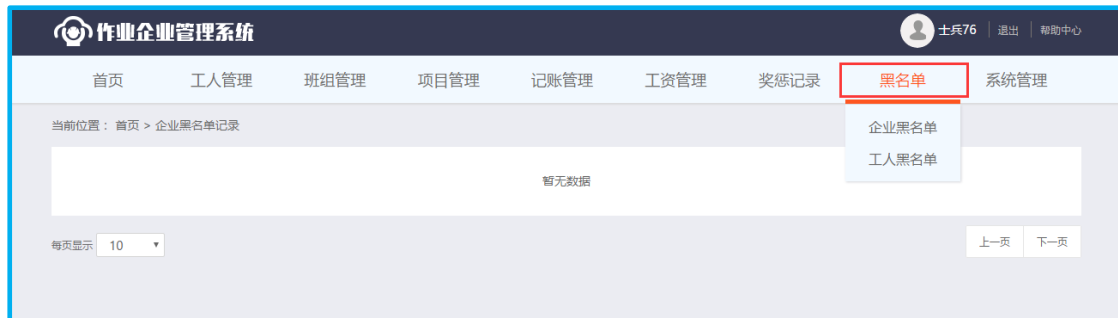 作业企业管理系统 士兵76 退出 帮助中心
首页 工人管理 班组管理 项目管理 记账管理 工资管理 奖惩记录 黑名单 系统管理
当前位置： 首页 > 企业黑名单记录
企业黑名单
工人黑名单
暂无数据
每页显示 10 上一页 下一页